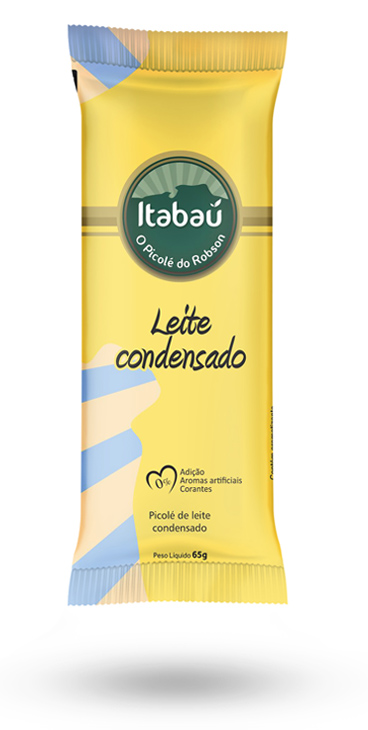 Itabaú
O Picolé do Robson
Leite
condensado
0%
Adição
Aromas artificiais
Corantes
Picolé de leite
condensado
Peso Líquido 65g